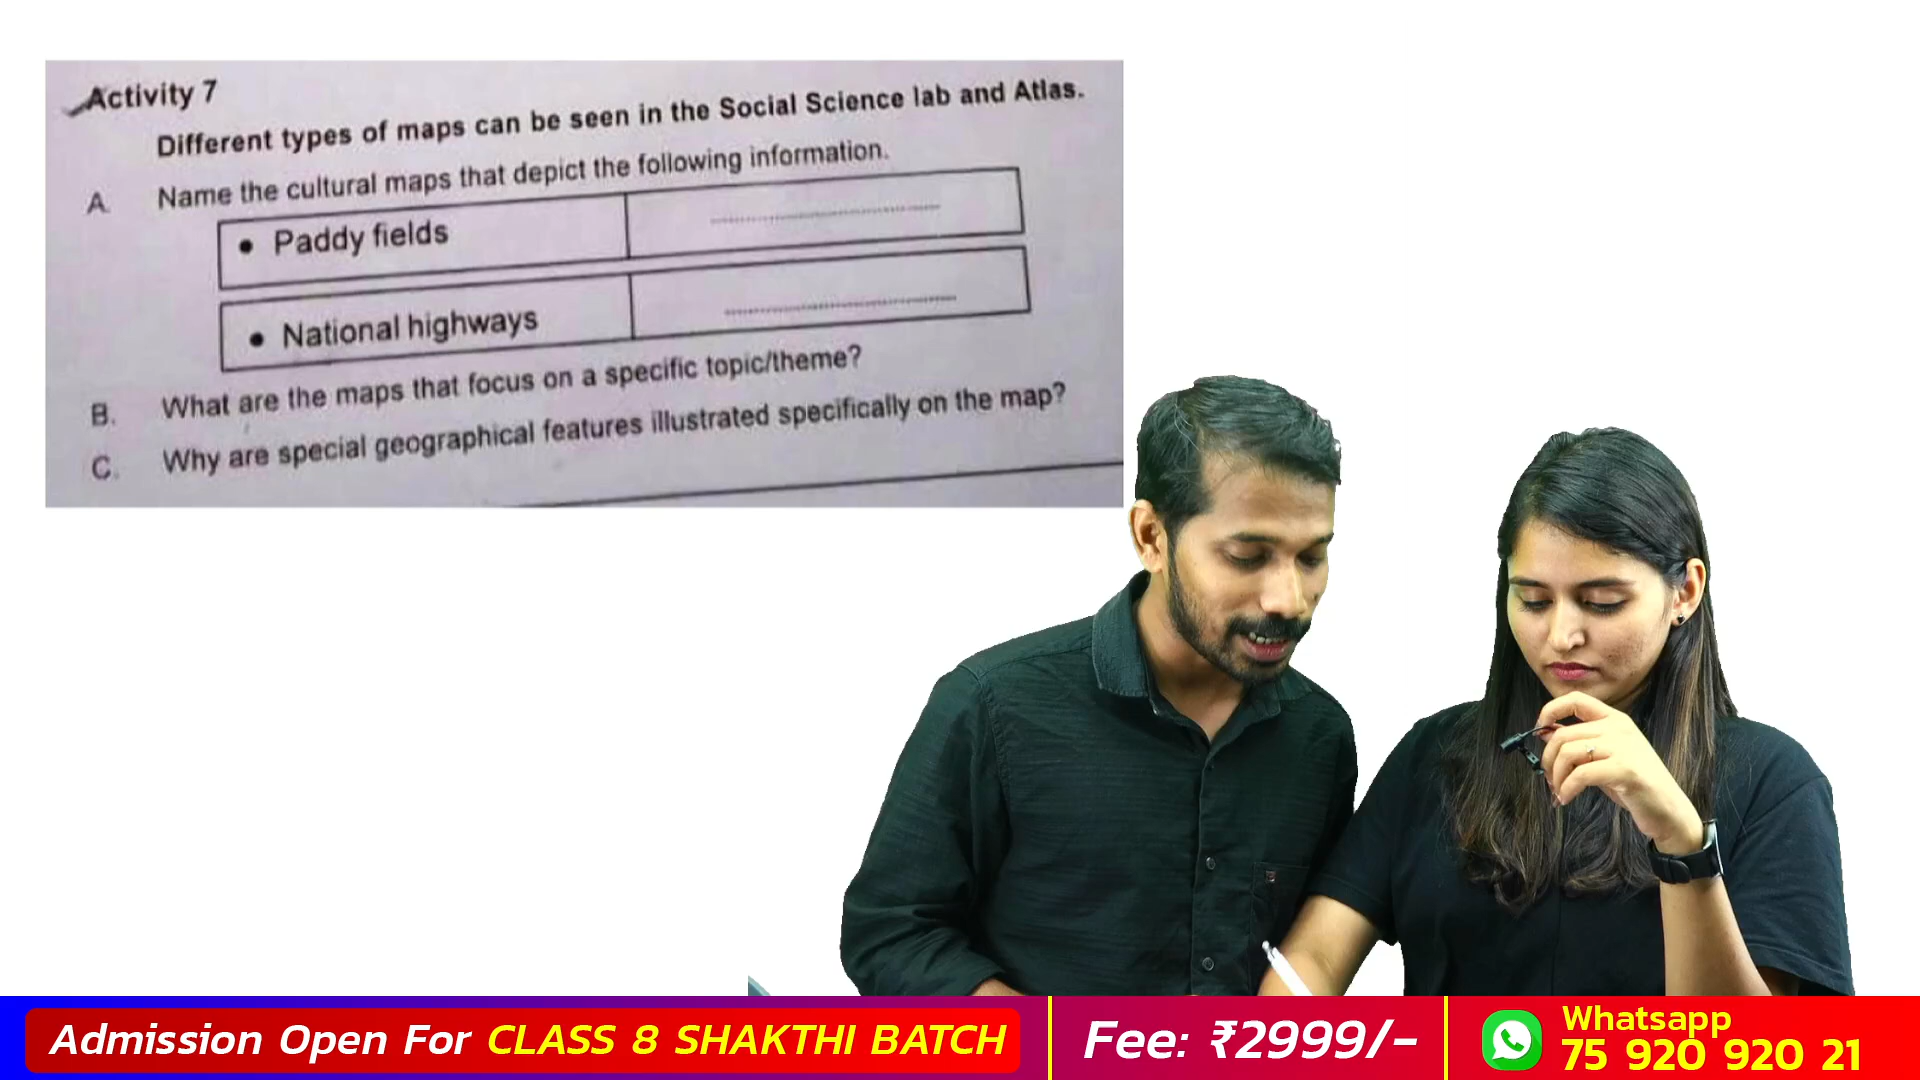 Activity 7
Different types of maps can be seen in the Social Science lab and Atlas.
A. Name the cultural maps that depict the following information.
• Paddy fields ....................
• National highways ....................
B. What are the maps that focus on a specific topic/theme?
C. Why are special geographical features illustrated specifically on the map?
Admission Open For CLASS 8 SHAKTHI BATCH
Fee: ₹2999/-
Whatsapp
75 920 920 21